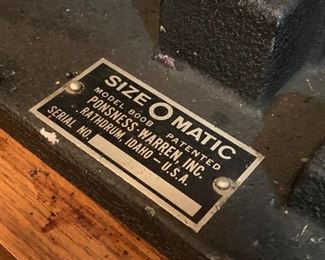 SIZE O MATIC
MODEL 800B PATENTED
PONSNESS-WARREN, INC.
RATHDRUM, IDAHO-U.S.A.
SERIAL NO.